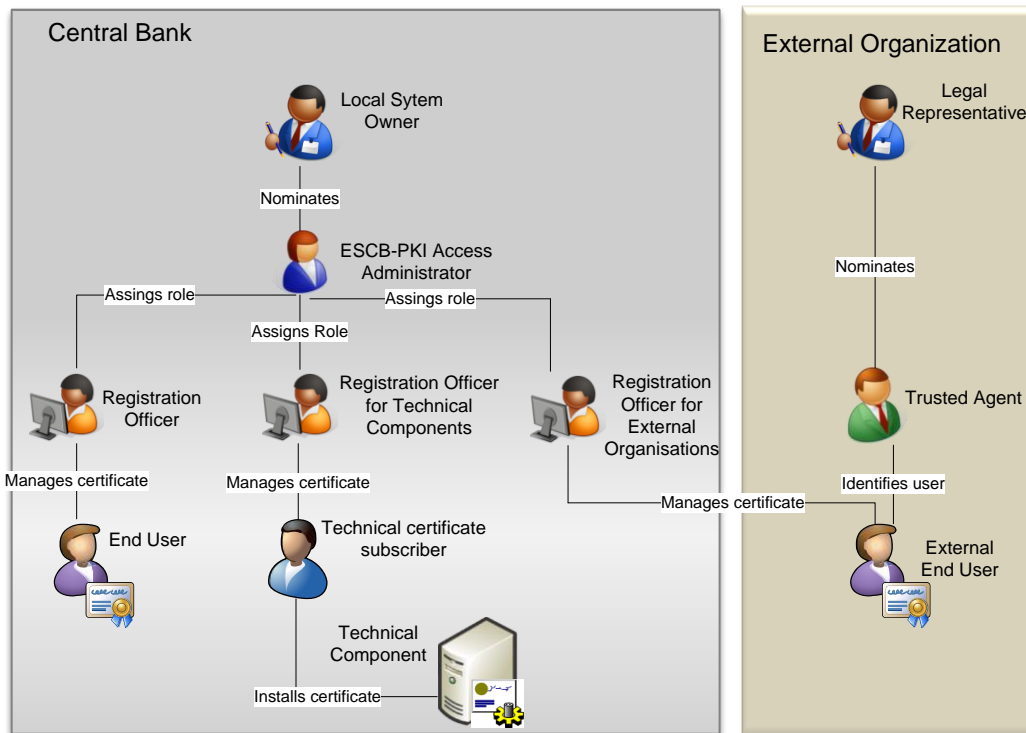 Central Bank
External Organization
Local Sytem
Owner
Legal
Representative
Nominates
ESCB-PKI Access
Administrator
Nominates
Assings role
Assings role
Assigns Role
Registration
Officer
Registration Officer
for Technical
Components
Registration
Officer for
External
Organisations
Trusted Agent
Manages certificate
Manages certificate
Identifies user
Manages certificate
End User
Technical certificate
subscriber
External
End User
Technical
Component
Installs certificate